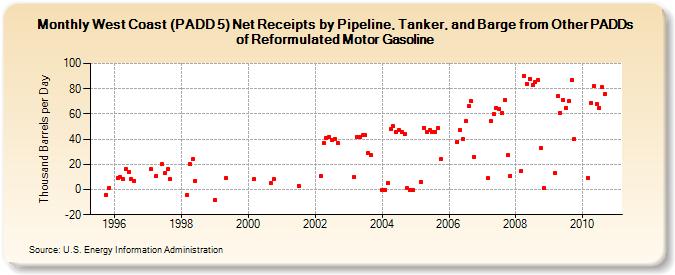 Monthly West Coast (PADD 5) Net Receipts by Pipeline, Tanker, and Barge from Other PADDs
of Reformulated Motor Gasoline
Thousand Barrels per Day
100
80
60
40
20
0
-20
1996 1998 2000 2002 2004 2006 2008 2010
Source: U.S. Energy Information Administration